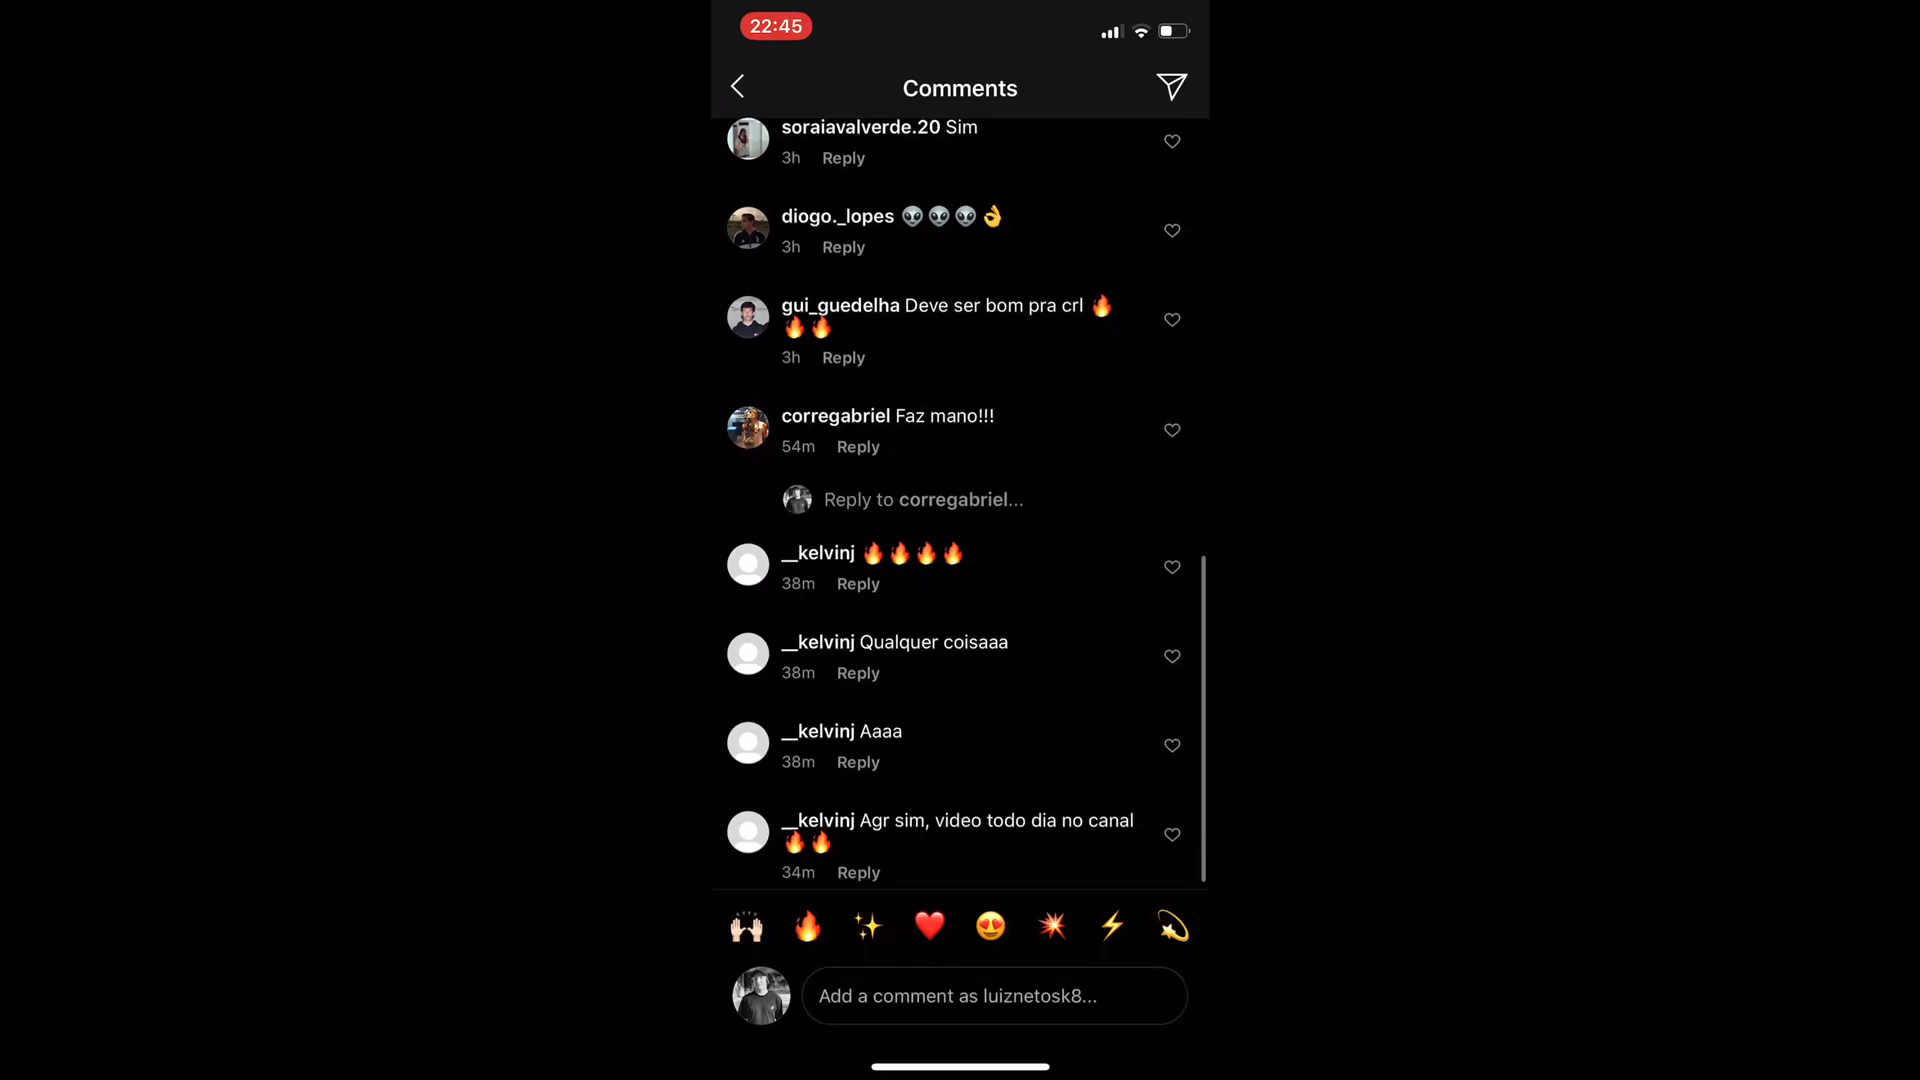 22:45
Comments
soraiavalverde.20 Sim
3h Reply
diogo._lopes 👽👽👽👌
3h Reply
gui_guedelha Deve ser bom pra crl 🔥
🔥🔥
3h Reply
corregabriel Faz mano!!!
54m Reply
Reply to corregabriel...
__kelvinj 🔥🔥🔥🔥
38m Reply
__kelvinj Qualquer coisaaa
38m Reply
__kelvinj Aaaa
38m Reply
__kelvinj Agr sim, video todo dia no canal
🔥🔥
34m Reply
🙌🏻 🔥 ✨ ❤️ 😍 💥 ⚡ 💫
Add a comment as luiznetosk8...